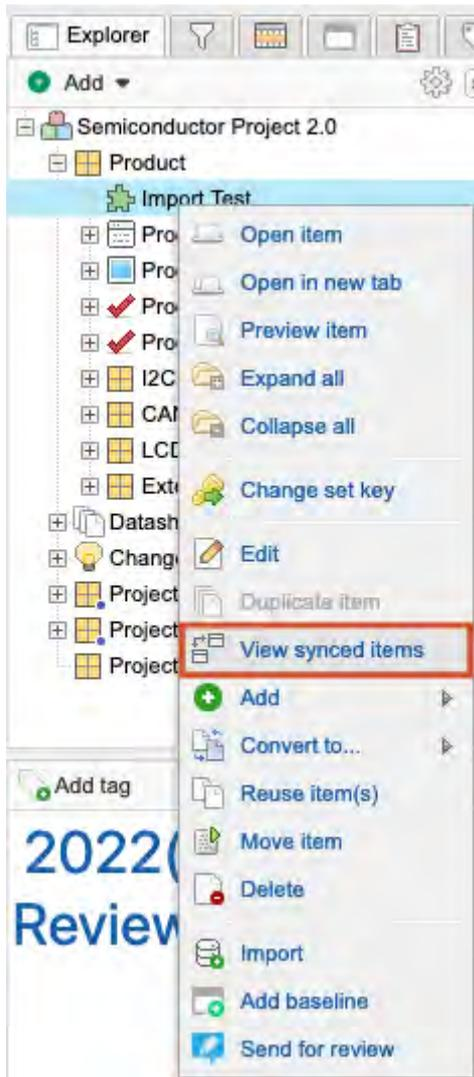 Explorer
Add
Semiconductor Project 2.0
Product
Import Test
Pro
Pro
Pro
Pro
I2C
CAN
LCD
Exte
Datash
Change
Project
Project
Project
Open item
Open in new tab
Preview item
Expand all
Collapse all
Change set key
Edit
Duplicate item
View synced items
Add
Convert to...
Reuse item(s)
Move item
Delete
Import
Add baseline
Send for review
Add tag
2022(
Review